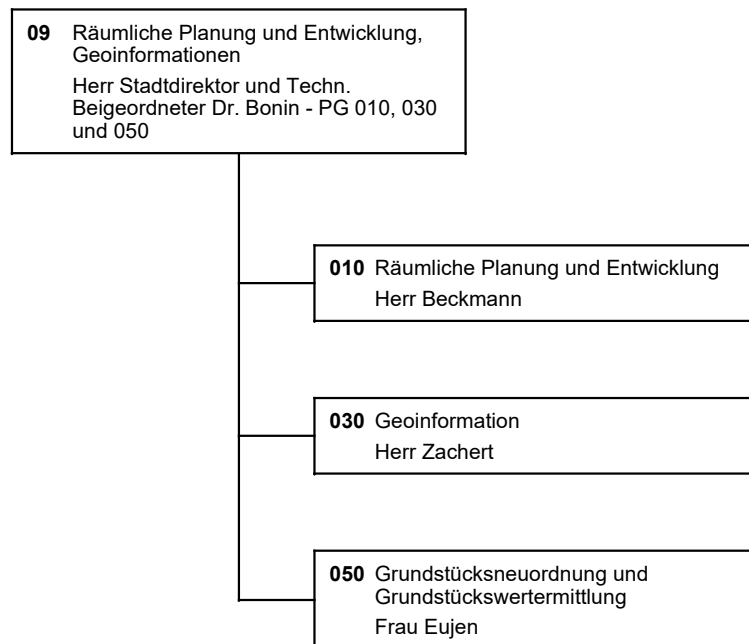 09 Räumliche Planung und Entwicklung,
Geoinformationen
Herr Stadtdirektor und Techn.
Beigeordneter Dr. Bonin - PG 010, 030
und 050
010 Räumliche Planung und Entwicklung
Herr Beckmann
030 Geoinformation
Herr Zachert
050 Grundstücksneuordnung und
Grundstückswertermittlung
Frau Eujen